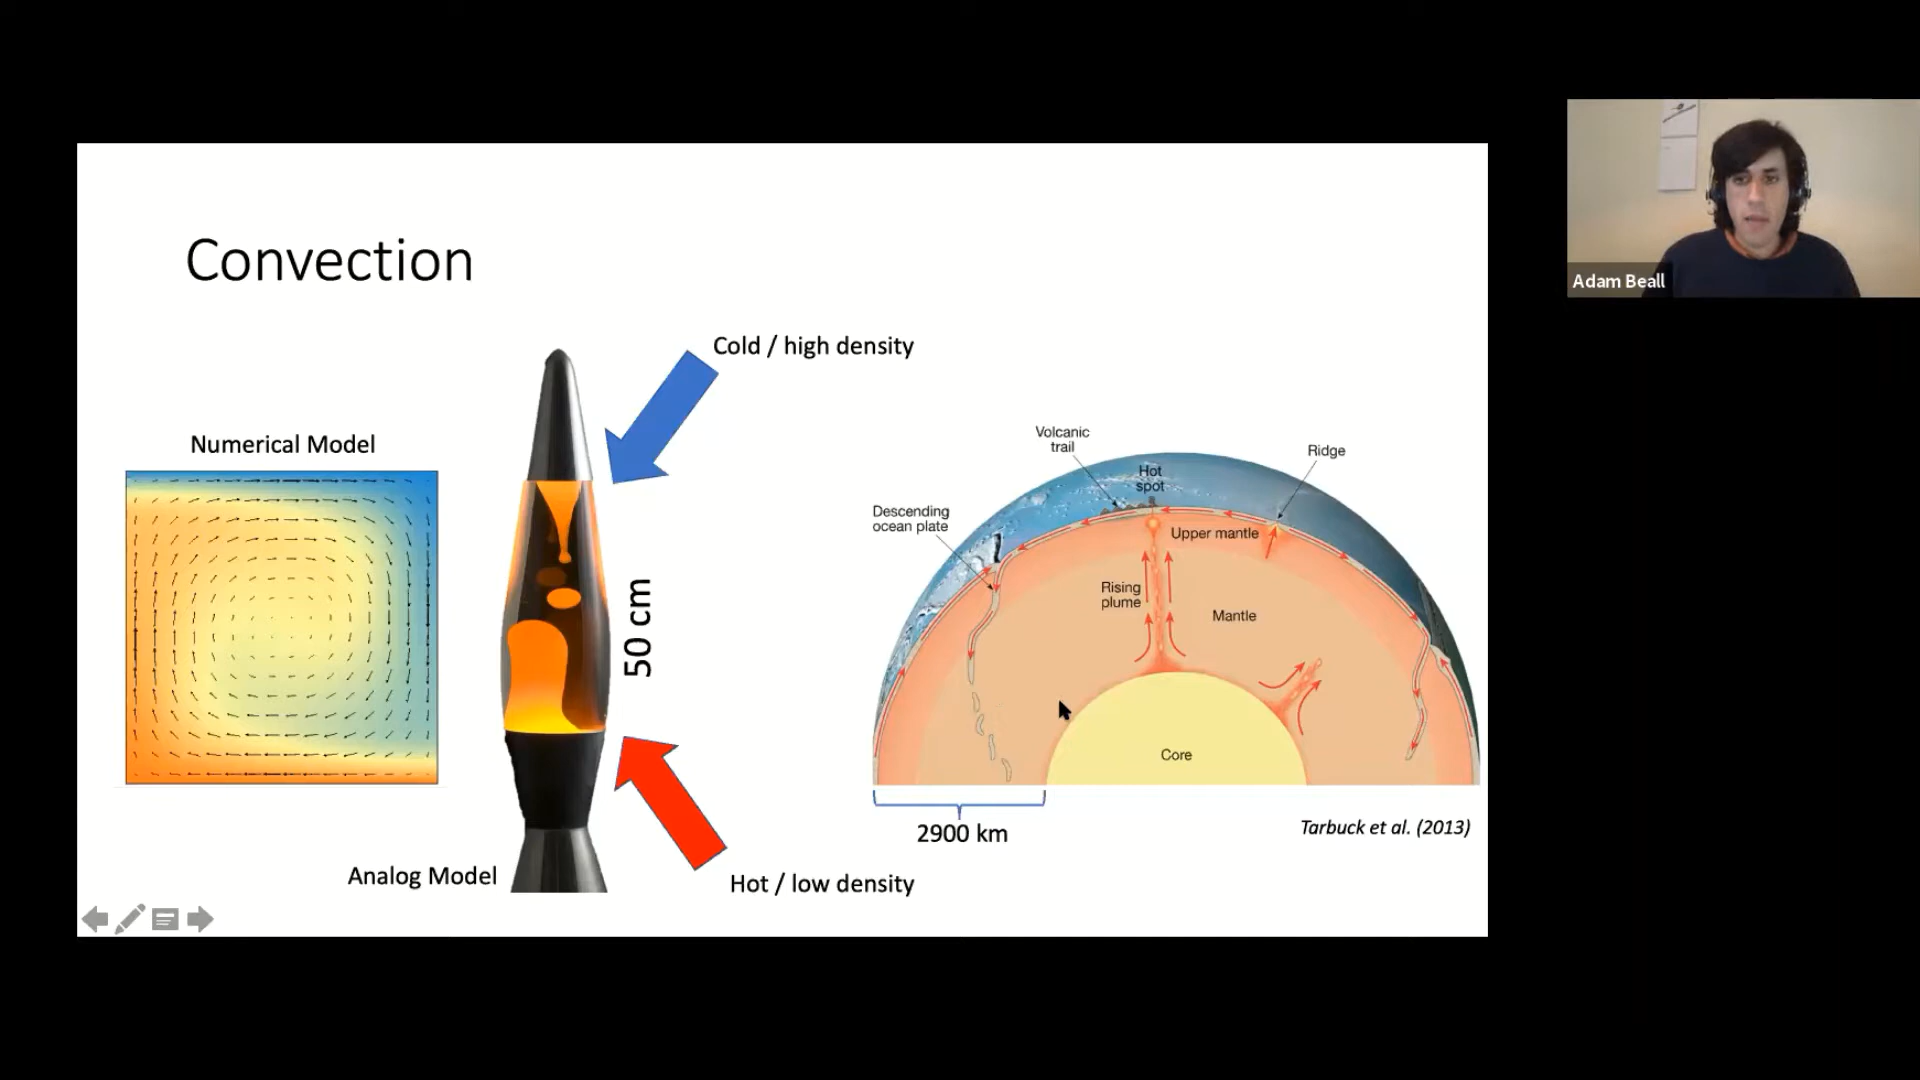 Convection
Cold / high density
Numerical Model
50 cm
Analog Model
Hot / low density
Volcanic
trail
Hot
spot
Ridge
Descending
ocean plate
Upper mantle
Rising
plume
Mantle
Core
2900 km
Tarbuck et al. (2013)
Adam Beall